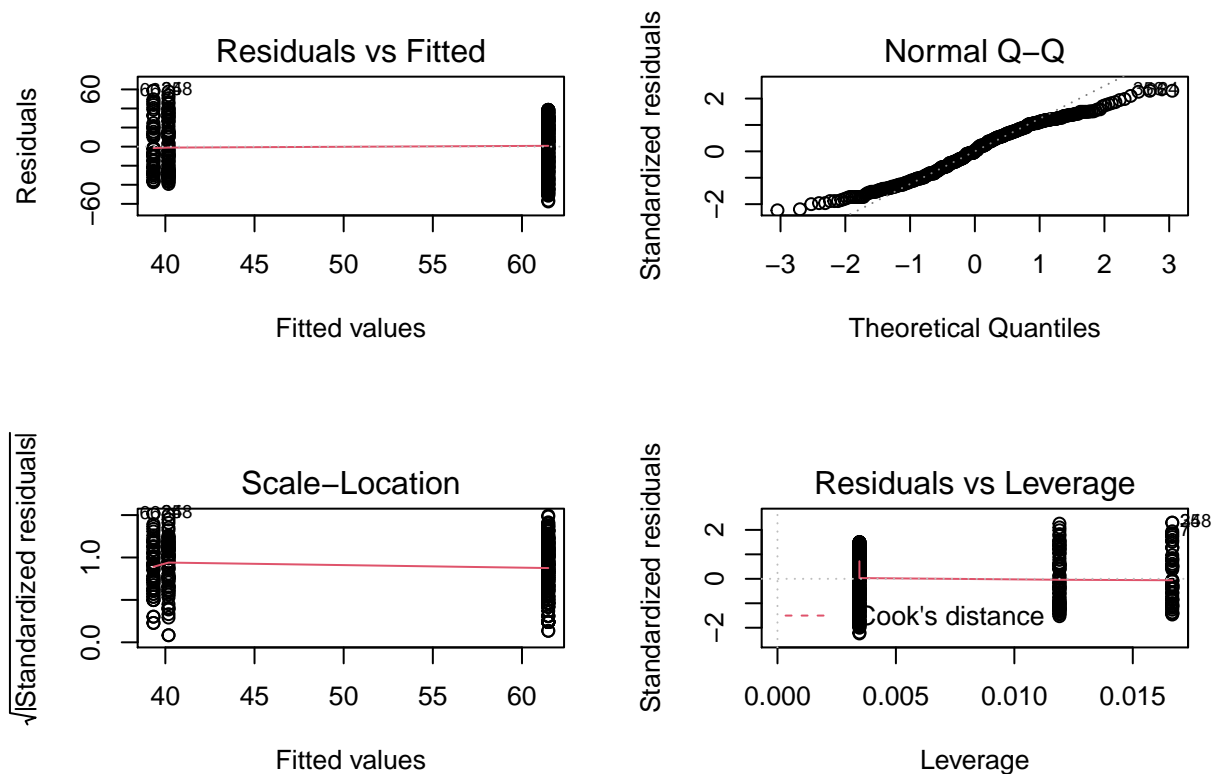 Residuals vs Fitted
Residuals
60
0
−60
40 45 50 55 60
Fitted values
Normal Q−Q
Standardized residuals
2
0
−2
−3 −2 −1 0 1 2 3
Theoretical Quantiles
Scale−Location
√|Standardized residuals|
1.0
0.0
40 45 50 55 60
Fitted values
Residuals vs Leverage
Standardized residuals
2
0
−2
Cook's distance
0.000 0.005 0.010 0.015
Leverage